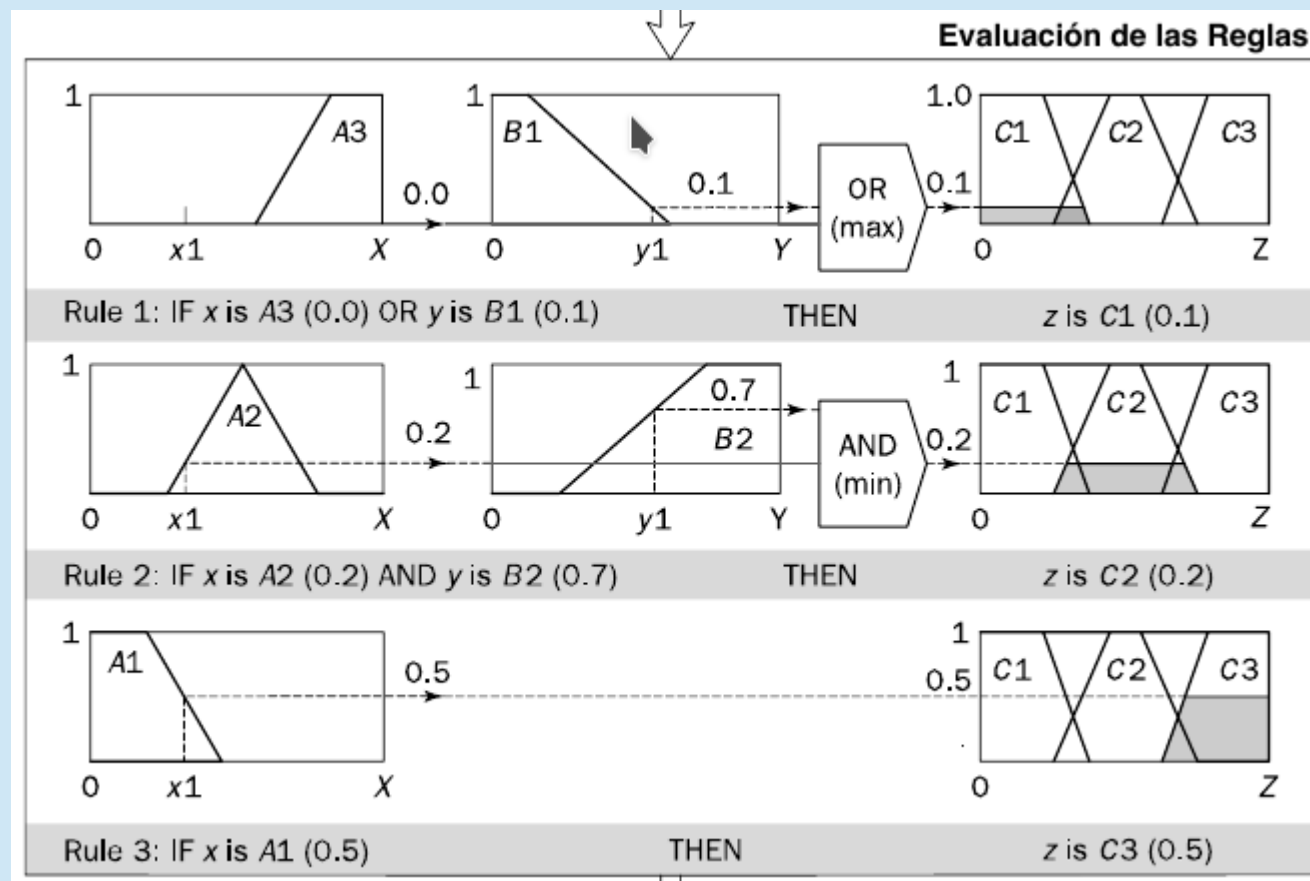 Evaluación de las Reglas
1 A3 0.0 0 x1 X
1 B1 0.1 0 y1 Y
OR
(max)
0.1
1.0 C1 C2 C3 0 Z
Rule 1: IF x is A3 (0.0) OR y is B1 (0.1) THEN z is C1 (0.1)
1 A2 0.2 0 x1 X
1 0.7 B2 0 y1 Y
AND
(min)
0.2
1 C1 C2 C3 0 Z
Rule 2: IF x is A2 (0.2) AND y is B2 (0.7) THEN z is C2 (0.2)
1 A1 0.5 0 x1 X
1 0.5 C1 C2 C3 0 Z
Rule 3: IF x is A1 (0.5) THEN z is C3 (0.5)